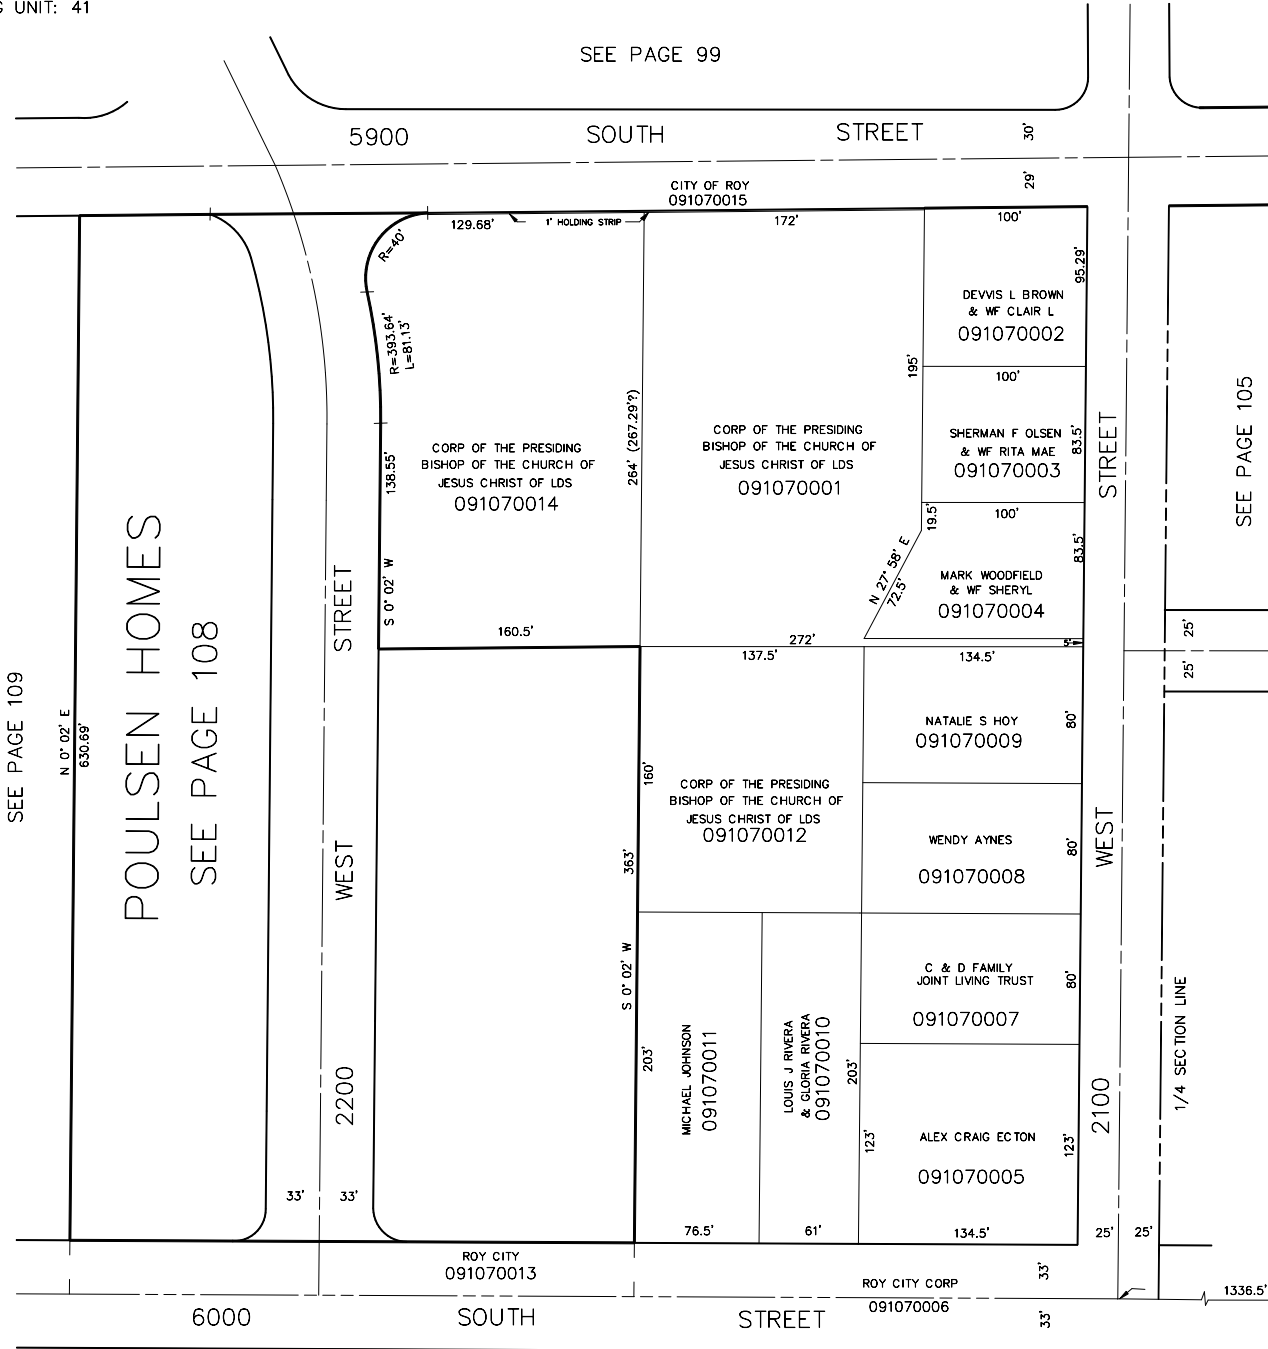 UNIT: 41
SEE PAGE 99
5900 SOUTH STREET
30'
29'
CITY OF ROY
091070015
129.68'
1' HOLDING STRIP
172'
100'
R=40'
R=393.64'
L=81.13'
95.29'
DEVVIS L BROWN
& WF CLAIR L
091070002
195'
100'
SHERMAN F OLSEN
& WF RITA MAE
091070003
83.5'
CORP OF THE PRESIDING
BISHOP OF THE CHURCH OF
JESUS CHRIST OF LDS
091070014
138.55'
S 0° 02' W
264' (267.29'?)
CORP OF THE PRESIDING
BISHOP OF THE CHURCH OF
JESUS CHRIST OF LDS
091070001
100'
19.5'
83.5'
N 27° 58' E
72.5'
MARK WOODFIELD
& WF SHERYL
091070004
160.5'
272'
5'
137.5'
134.5'
SEE PAGE 105
25'
25'
SEE PAGE 109
N 0° 02' E
630.69'
POULSEN HOMES
SEE PAGE 108
2200 WEST STREET
NATALIE S HOY
091070009
80'
160'
CORP OF THE PRESIDING
BISHOP OF THE CHURCH OF
JESUS CHRIST OF LDS
091070012
363'
S 0° 02' W
WENDY AYNES
091070008
80'
C & D FAMILY
JOINT LIVING TRUST
091070007
80'
2100 WEST STREET
1/4 SECTION LINE
203'
MICHAEL JOHNSON
091070011
LOUIS J RIVERA
& GLORIA RIVERA
091070010
203'
123'
ALEX CRAIG ECTON
091070005
123'
33'
33'
76.5'
61'
134.5'
25'
25'
ROY CITY
091070013
ROY CITY CORP
091070006
33'
33'
1336.5'
6000 SOUTH STREET